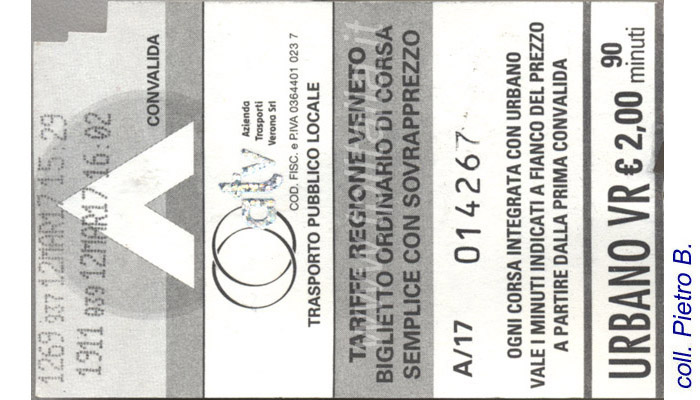 1269 937 12MAR17 15:29
1911 039 12MAR17 16:02
CONVALIDA
atv
Azienda
Trasporti
Verona Srl
COD. FISC. e P.IVA 0364401 023 7
TRASPORTO PUBBLICO LOCALE
TARIFFE REGIONE VENETO
BIGLIETTO ORDINARIO DI CORSA
SEMPLICE CON SOVRAPPREZZO
A/17 014267
OGNI CORSA INTEGRATA CON URBANO
VALE I MINUTI INDICATI A FIANCO DEL PREZZO
A PARTIRE DALLA PRIMA CONVALIDA
URBANO VR € 2,00 90 minuti
coll. Pietro B.